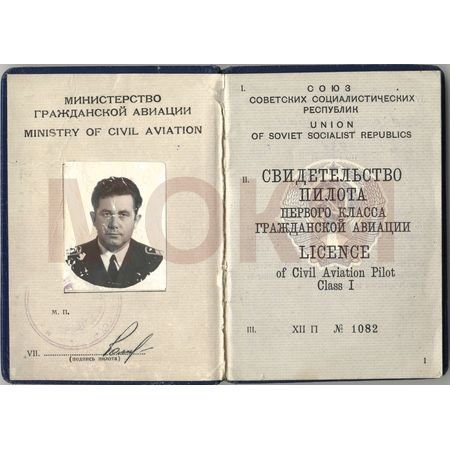 МИНИСТЕРСТВО
ГРАЖДАНСКОЙ АВИАЦИИ
MINISTRY OF CIVIL AVIATION
М. П.
VII.
(подпись пилота)
I. СОЮЗ
СОВЕТСКИХ СОЦИАЛИСТИЧЕСКИХ
РЕСПУБЛИК
UNION
OF SOVIET SOCIALIST REPUBLICS
II. СВИДЕТЕЛЬСТВО
ПИЛОТА
ПЕРВОГО КЛАССА
ГРАЖДАНСКОЙ АВИАЦИИ
LICENCE
of Civil Aviation Pilot
Class I
III. XII П № 1082
1